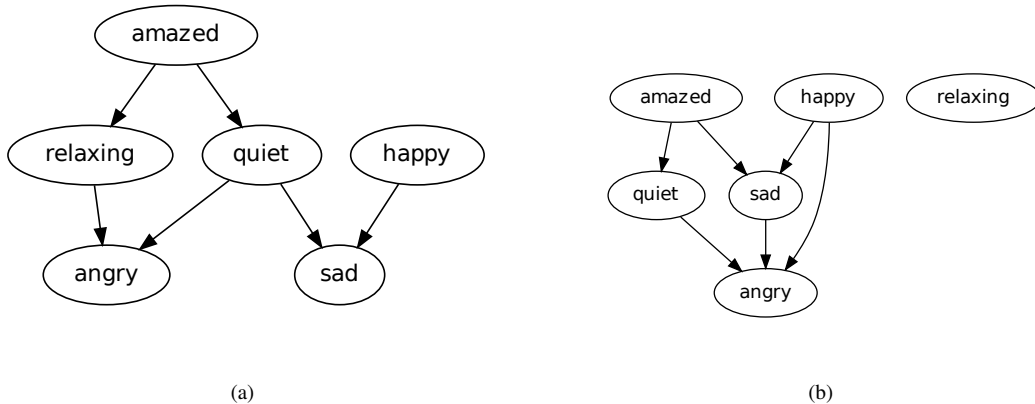 amazed
relaxing
quiet
happy
angry
sad
(a)
amazed
happy
relaxing
quiet
sad
angry
(b)